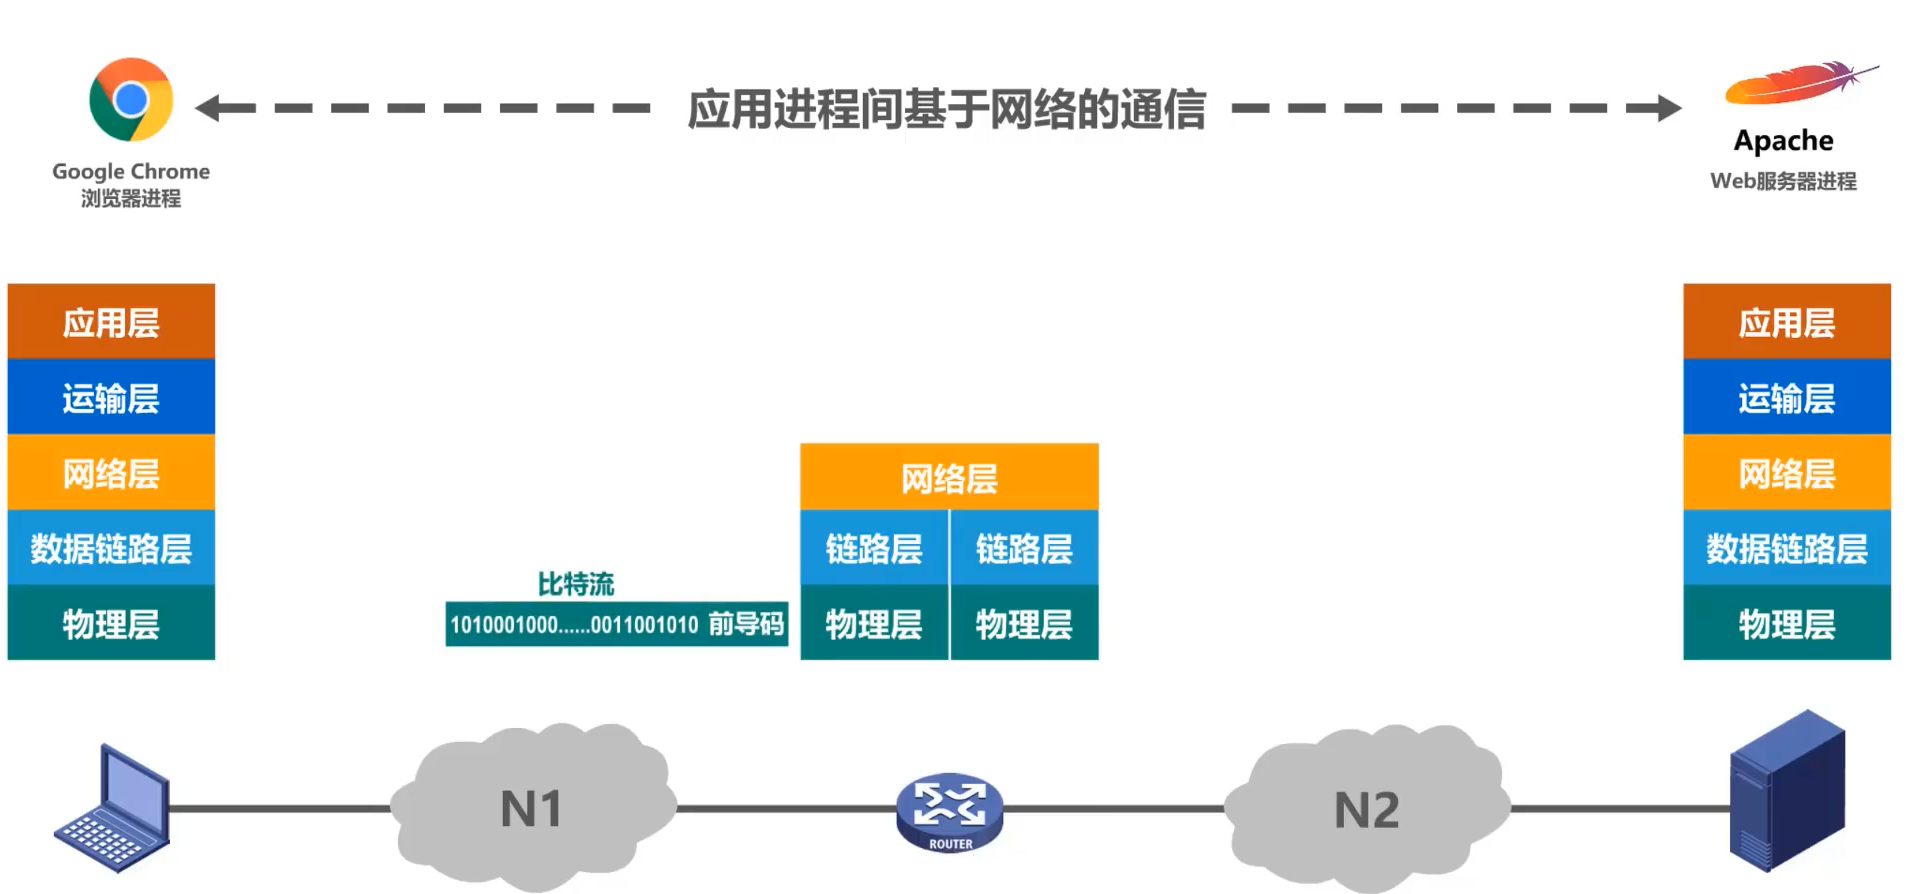 应用进程间基于网络的通信
Google Chrome
浏览器进程
Apache
Web服务器进程
应用层
运输层
网络层
数据链路层
物理层
比特流
1010001000......0011001010 前导码
网络层
链路层 链路层
物理层 物理层
应用层
运输层
网络层
数据链路层
物理层
N1
ROUTER
N2